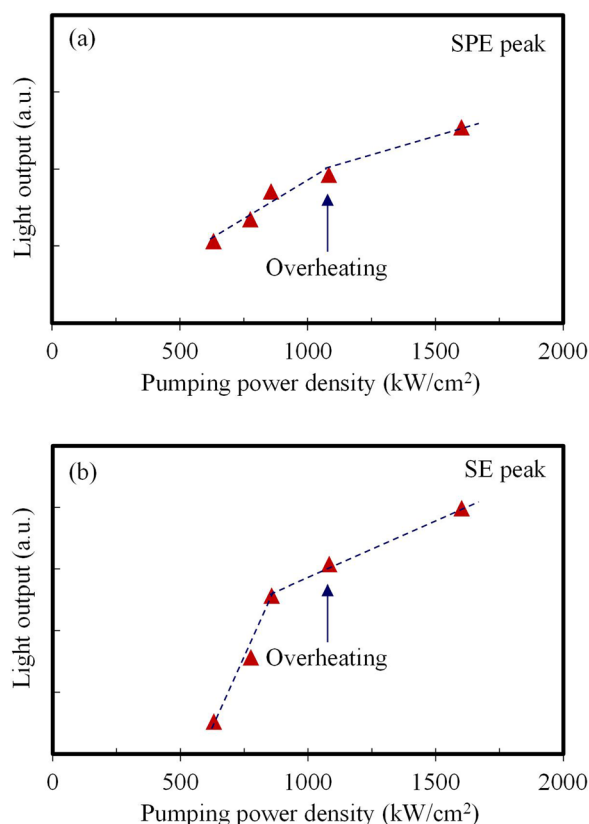 (a)
SPE peak
Light output (a.u.)
Overheating
0 500 1000 1500 2000
Pumping power density (kW/cm²)
(b)
SE peak
Light output (a.u.)
Overheating
0 500 1000 1500 2000
Pumping power density (kW/cm²)